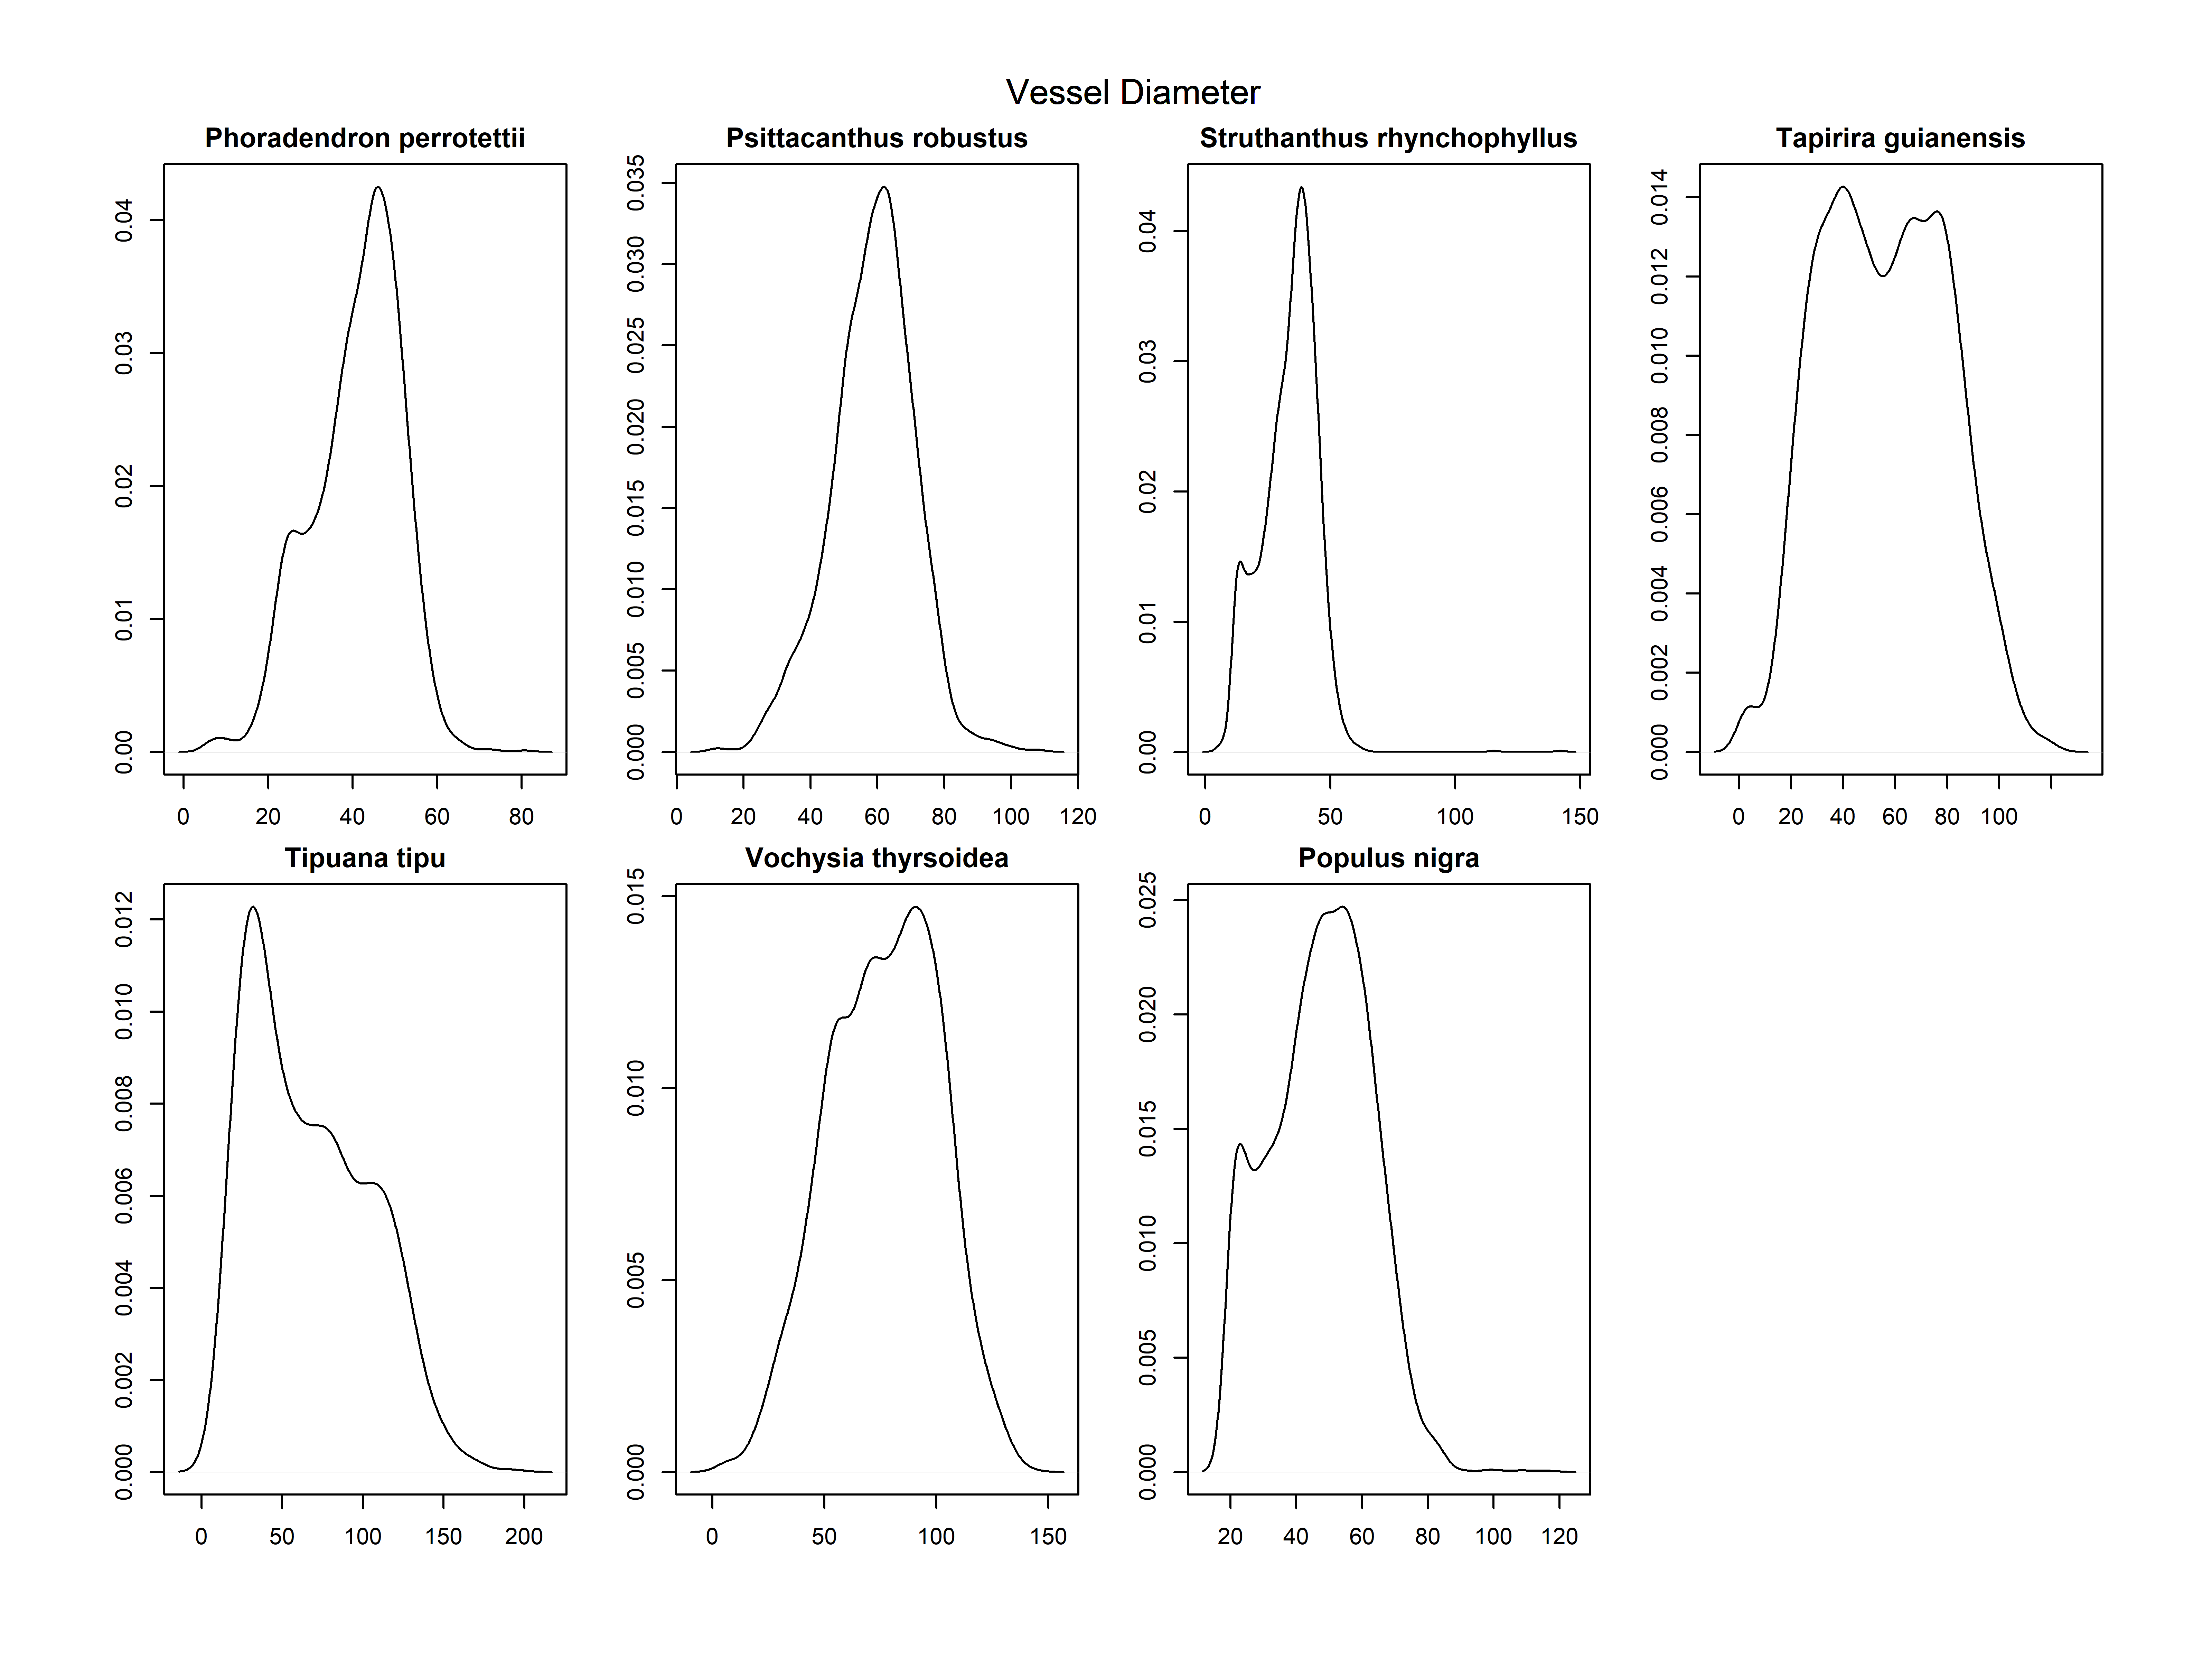 Vessel Diameter
Phoradendron perrotettii
0.00 0.01 0.02 0.03 0.04
0 20 40 60 80
Psittacanthus robustus
0.000 0.005 0.010 0.015 0.020 0.025 0.030 0.035
0 20 40 60 80 100 120
Struthanthus rhynchophyllus
0.00 0.01 0.02 0.03 0.04
0 50 100 150
Tapirira guianensis
0.000 0.002 0.004 0.006 0.008 0.010 0.012 0.014
0 20 40 60 80 100
Tipuana tipu
0.000 0.002 0.004 0.006 0.008 0.010 0.012
0 50 100 150 200
Vochysia thyrsoidea
0.000 0.005 0.010 0.015
0 50 100 150
Populus nigra
0.000 0.005 0.010 0.015 0.020 0.025
20 40 60 80 100 120